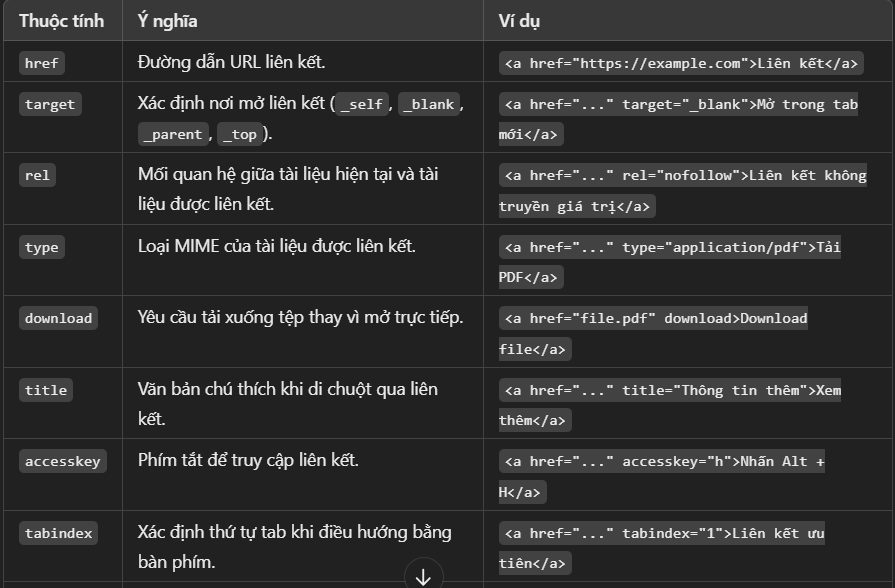 Thuộc tính Ý nghĩa Ví dụ
href Đường dẫn URL liên kết. <a href="https://example.com">Liên kết</a>
target Xác định nơi mở liên kết ( _self , _blank , <a href="..." target="_blank">Mở trong tab
_parent , _top ). mới</a>
rel Mối quan hệ giữa tài liệu hiện tại và tài <a href="..." rel="nofollow">Liên kết không
liệu được liên kết. truyền giá trị</a>
type Loại MIME của tài liệu được liên kết. <a href="..." type="application/pdf">Tải
PDF</a>
download Yêu cầu tải xuống tệp thay vì mở trực tiếp. <a href="file.pdf" download>Download
file</a>
title Văn bản chú thích khi di chuột qua liên <a href="..." title="Thông tin thêm">Xem
kết. thêm</a>
accesskey Phím tắt để truy cập liên kết. <a href="..." accesskey="h">Nhấn Alt +
H</a>
tabindex Xác định thứ tự tab khi điều hướng bằng <a href="..." tabindex="1">Liên kết ưu
bàn phím. tiên</a>